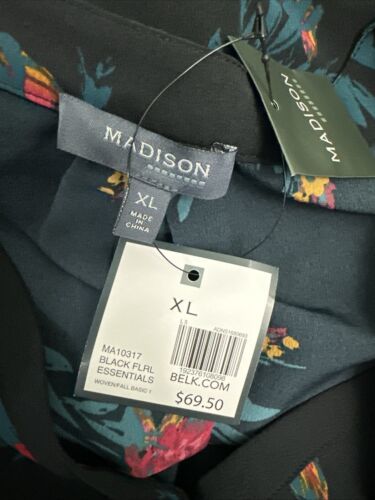 MADISON
XL
MADE IN
CHINA
MADISON
XL
L5
MA10317
BLACK FLRL
ESSENTIALS
WOVEN/FALL BASIC 1
BELK.COM
$69.50